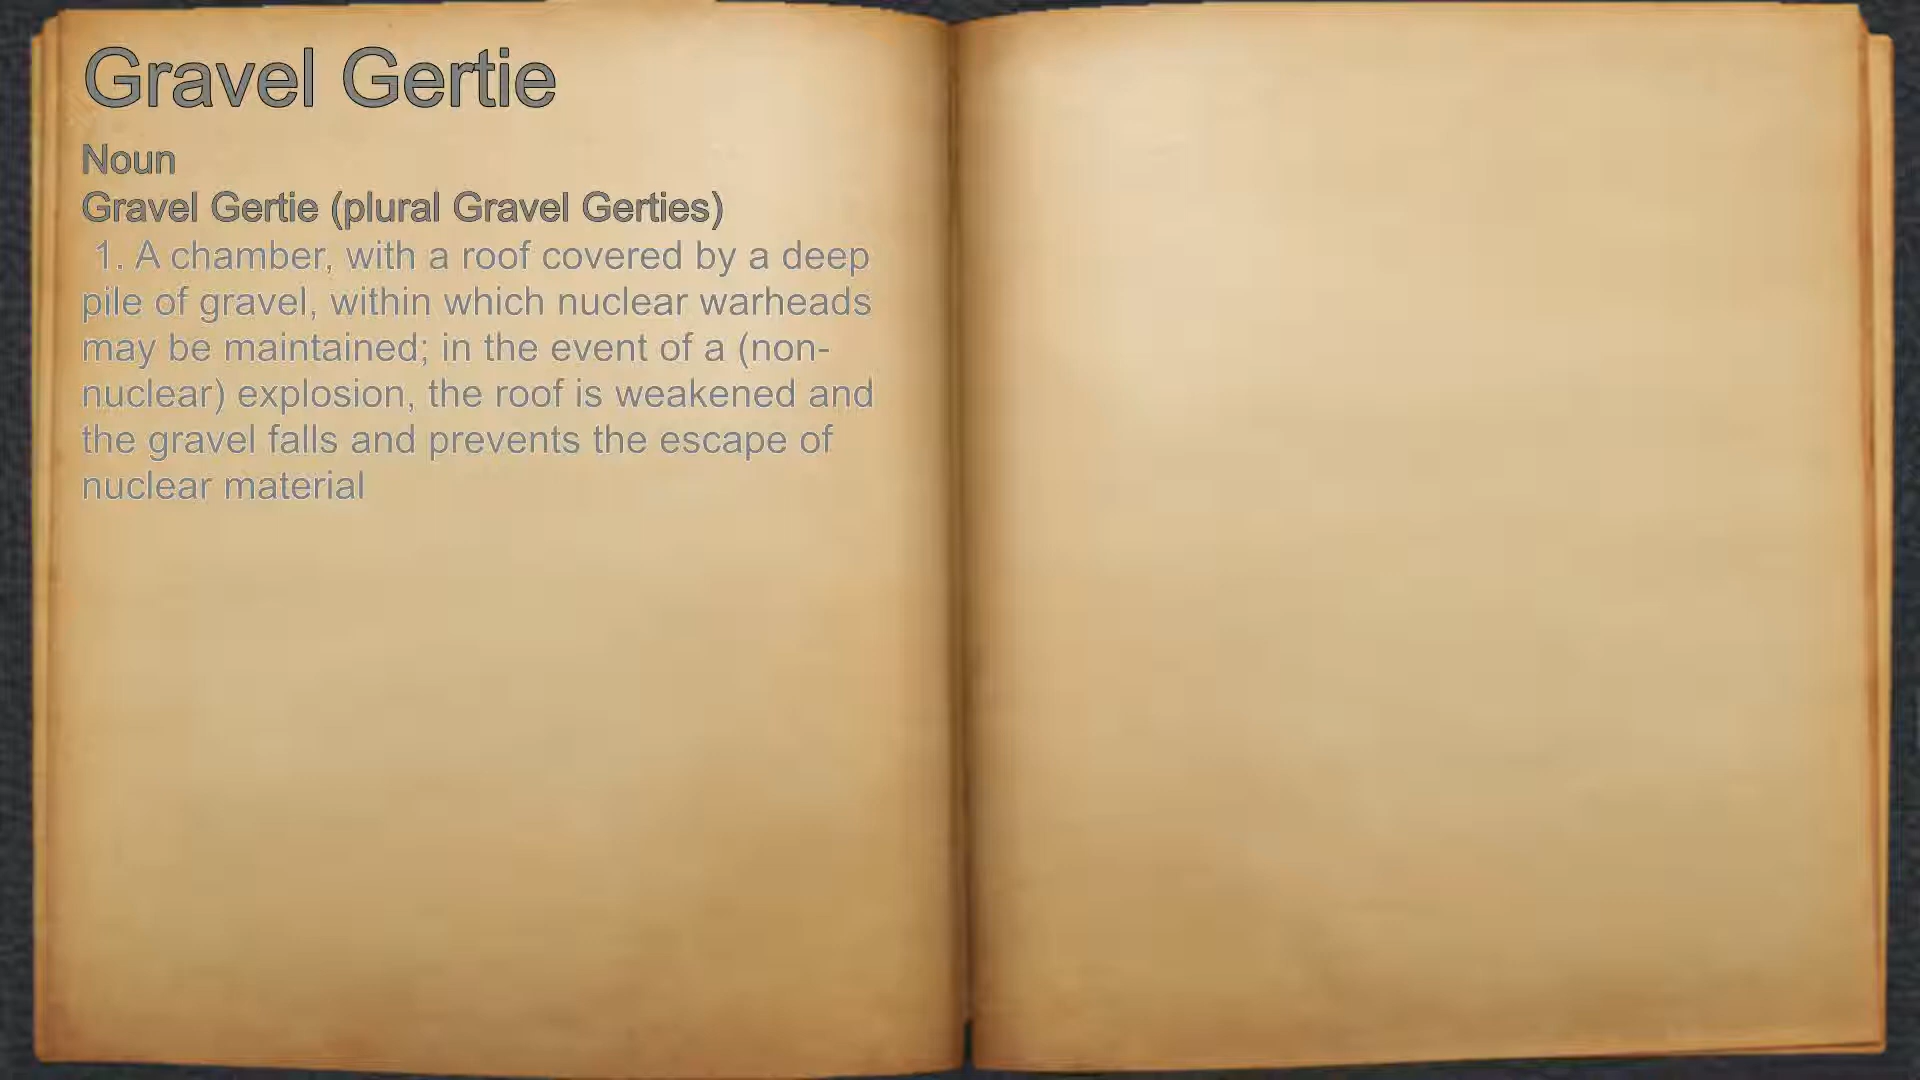 Gravel Gertie
Noun
Gravel Gertie (plural Gravel Gerties)
1. A chamber, with a roof covered by a deep
pile of gravel, within which nuclear warheads
may be maintained; in the event of a (non-
nuclear) explosion, the roof is weakened and
the gravel falls and prevents the escape of
nuclear material